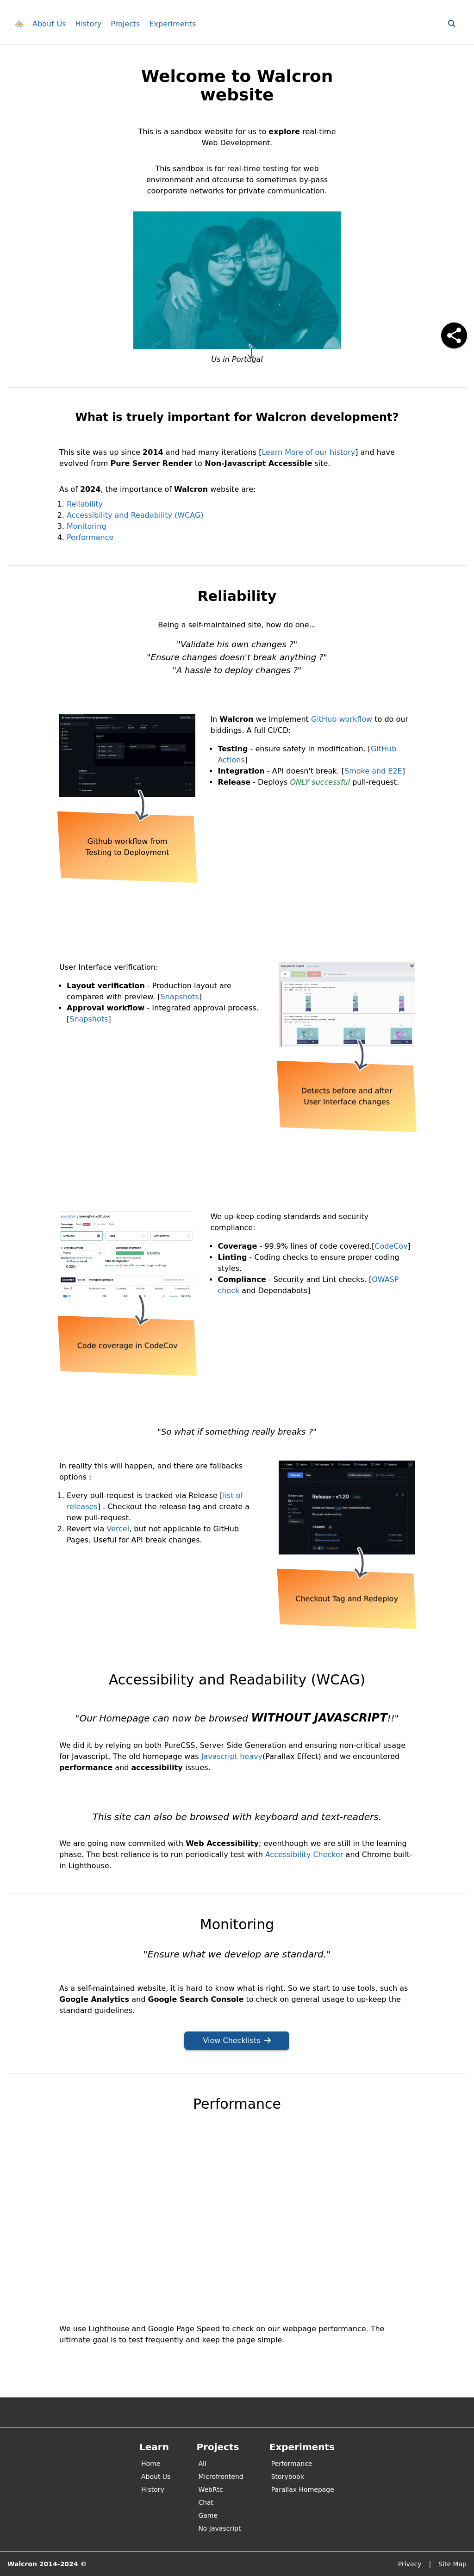 About Us History Projects Experiments
Welcome to Walcron
website
This is a sandbox website for us to explore real-time
Web Development.
This sandbox is for real-time testing for web
environment and ofcourse to sometimes by-pass
coorporate networks for private communication.
Us in Portugal
What is truely important for Walcron development?
This site was up since 2014 and had many iterations [Learn More of our history] and have
evolved from Pure Server Render to Non-Javascript Accessible site.
As of 2024, the importance of Walcron website are:
1. Reliability
2. Accessibility and Readability (WCAG)
3. Monitoring
4. Performance
Reliability
Being a self-maintained site, how do one...
"Validate his own changes ?"
"Ensure changes doesn't break anything ?"
"A hassle to deploy changes ?"
In Walcron we implement GitHub workflow to do our
biddings. A full CI/CD:
• Testing - ensure safety in modification. [GitHub
Actions]
• Integration - API doesn't break. [Smoke and E2E]
• Release - Deploys ONLY successful pull-request.
Github workflow from
Testing to Deployment
User Interface verification:
• Layout verification - Production layout are
compared with preview. [Snapshots]
• Approval workflow - Integrated approval process.
[Snapshots]
Detects before and after
User Interface changes
We up-keep coding standards and security
compliance:
• Coverage - 99.9% lines of code covered.[CodeCov]
• Linting - Coding checks to ensure proper coding
styles.
• Compliance - Security and Lint checks. [OWASP
check and Dependabots]
Code coverage in CodeCov
"So what if something really breaks ?"
In reality this will happen, and there are fallbacks
options :
1. Every pull-request is tracked via Release [list of
releases] . Checkout the release tag and create a
new pull-request.
2. Revert via Vercel, but not applicable to GitHub
Pages. Useful for API break changes.
Release - v1.20
Checkout Tag and Redeploy
Accessibility and Readability (WCAG)
"Our Homepage can now be browsed WITHOUT JAVASCRIPT!!"
We did it by relying on both PureCSS, Server Side Generation and ensuring non-critical usage
for Javascript. The old homepage was Javascript heavy(Parallax Effect) and we encountered
performance and accessibility issues.
This site can also be browsed with keyboard and text-readers.
We are going now commited with Web Accessibility; eventhough we are still in the learning
phase. The best reliance is to run periodically test with Accessibility Checker and Chrome built-
in Lighthouse.
Monitoring
"Ensure what we develop are standard."
As a self-maintained website, it is hard to know what is right. So we start to use tools, such as
Google Analytics and Google Search Console to check on general usage to up-keep the
standard guidelines.
View Checklists
Performance
We use Lighthouse and Google Page Speed to check on our webpage performance. The
ultimate goal is to test frequently and keep the page simple.
Learn
Home
About Us
History
Projects
All
Microfrontend
WebRtc
Chat
Game
No Javascript
Experiments
Performance
Storybook
Parallax Homepage
Walcron 2014-2024 ©
Privacy | Site Map